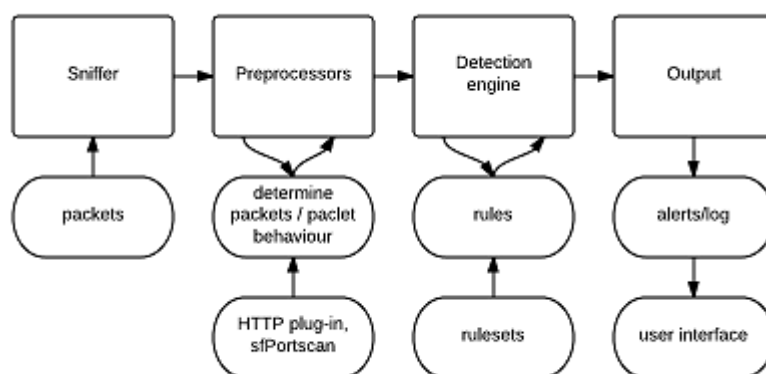 Sniffer
Preprocessors
Detection
engine
Output
packets
determine
packets / paclet
behaviour
rules
alerts/log
HTTP plug-in,
sfPortscan
rulesets
user interface